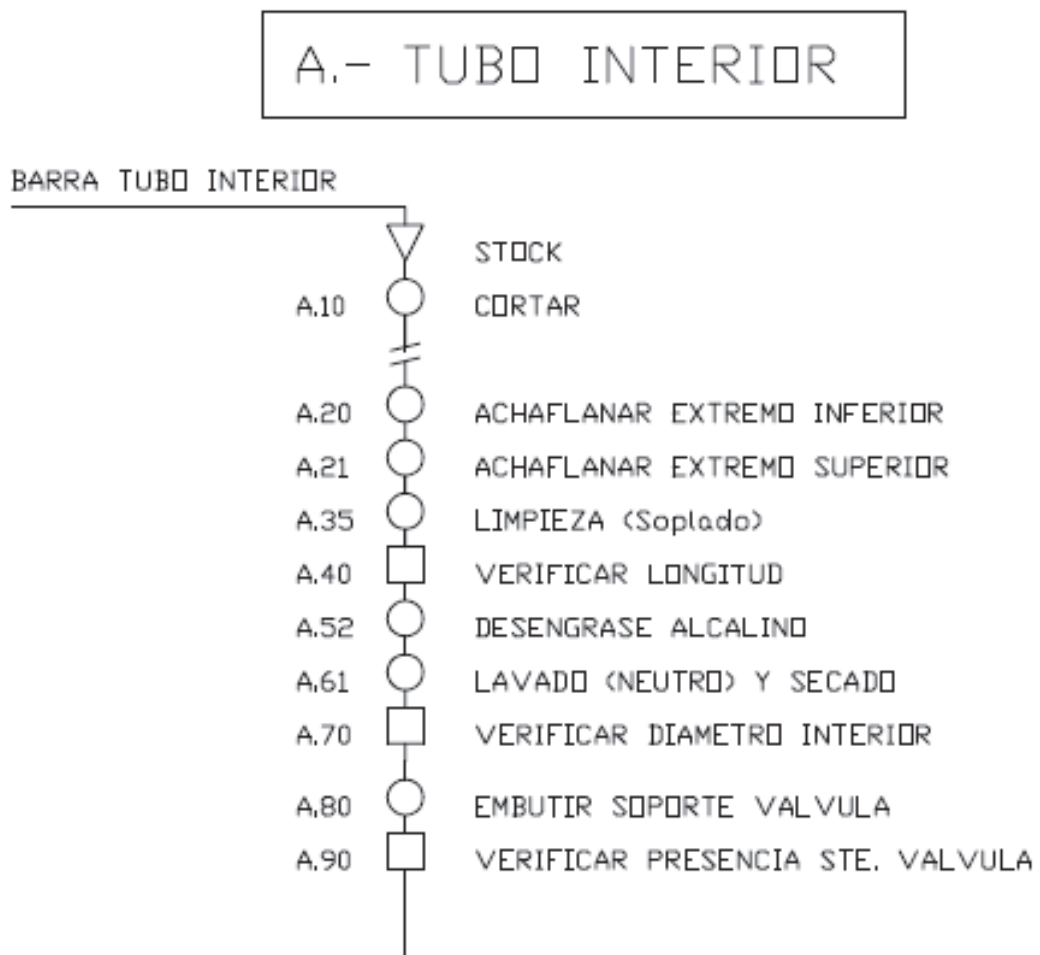 A.- TUBO INTERIOR
BARRA TUBO INTERIOR
STOCK
A.10 CORTAR
A.20 ACHAFLANAR EXTREMO INFERIOR
A.21 ACHAFLANAR EXTREMO SUPERIOR
A.35 LIMPIEZA (Soplado)
A.40 VERIFICAR LONGITUD
A.52 DESENGRASE ALCALINO
A.61 LAVADO (NEUTRO) Y SECADO
A.70 VERIFICAR DIAMETRO INTERIOR
A.80 EMBUTIR SOPORTE VALVULA
A.90 VERIFICAR PRESENCIA STE. VALVULA